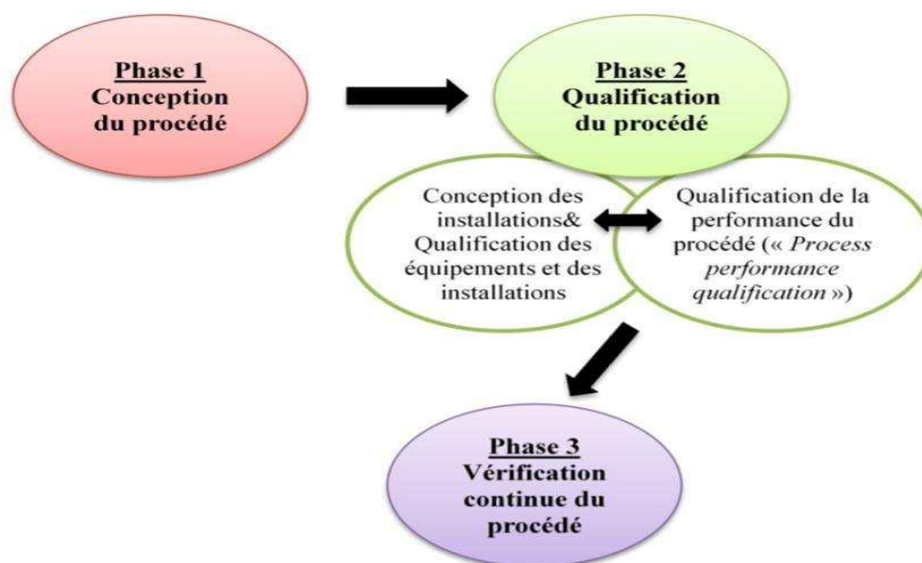 Phase 1
Conception
du procédé
Phase 2
Qualification
du procédé
Conception des
installations&
Qualification des
équipements et des
installations
Qualification de la
performance du
procédé (« Process
performance
qualification »)
Phase 3
Vérification
continue du
procédé